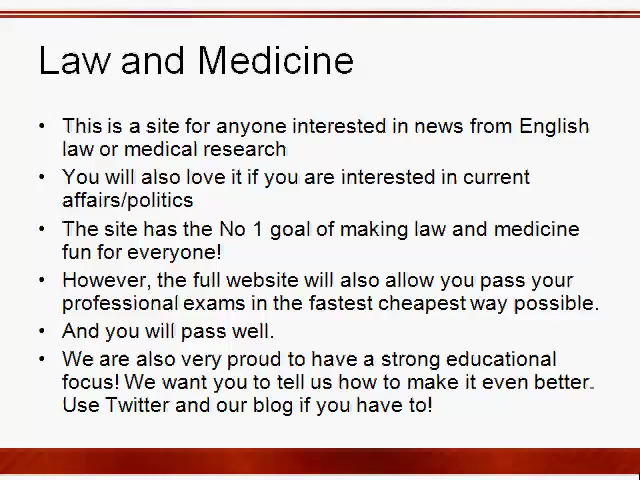 Law and Medicine
• This is a site for anyone interested in news from English
law or medical research
• You will also love it if you are interested in current
affairs/politics
• The site has the No 1 goal of making law and medicine
fun for everyone!
• However, the full website will also allow you pass your
professional exams in the fastest cheapest way possible.
• And you will pass well.
• We are also very proud to have a strong educational
focus! We want you to tell us how to make it even better.
Use Twitter and our blog if you have to!